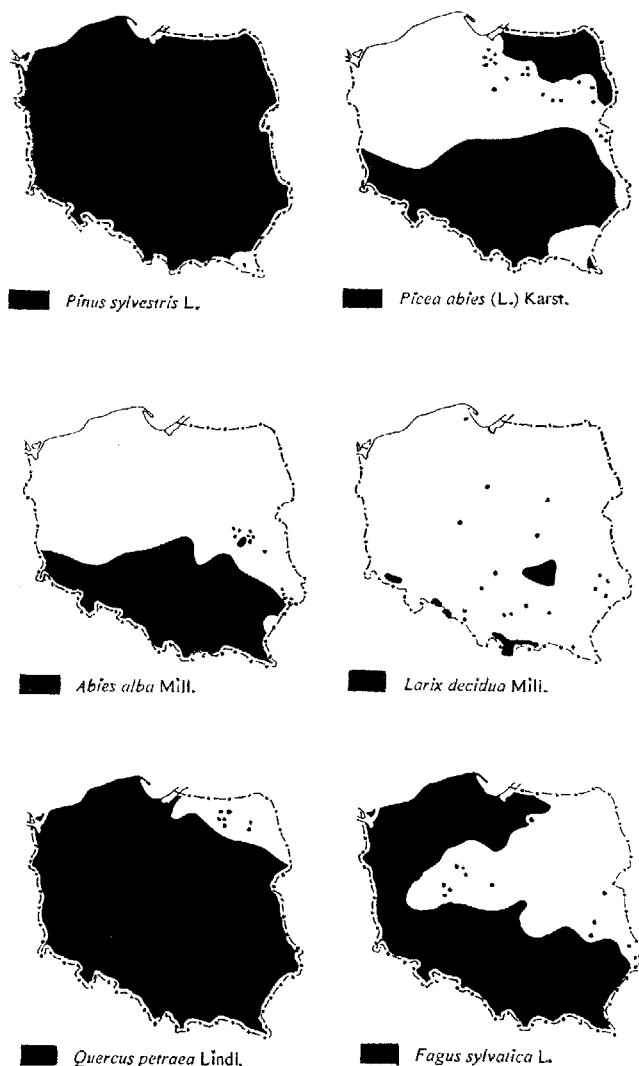 Pinus sylvestris L.
Picea abies (L.) Karst.
Abies alba Mill.
Larix decidua Mill.
Quercus petraea Lindl.
Fagus sylvatica L.